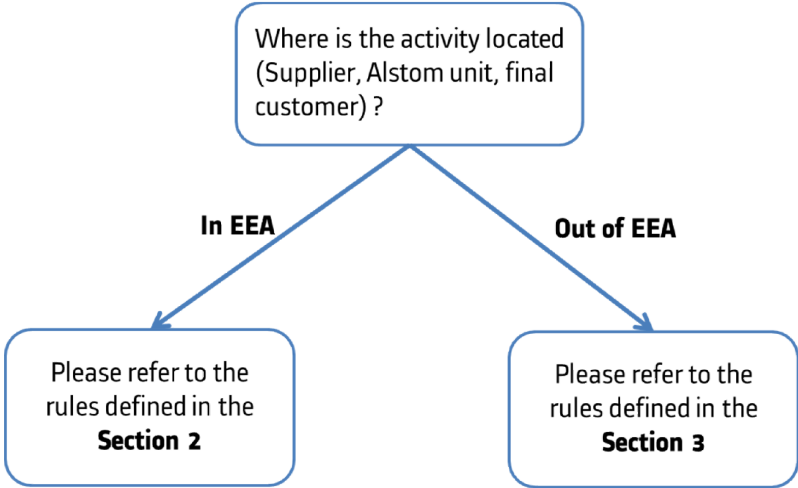 Where is the activity located
(Supplier, Alstom unit, final
customer) ?
In EEA
Out of EEA
Please refer to the
rules defined in the
Section 2
Please refer to the
rules defined in the
Section 3